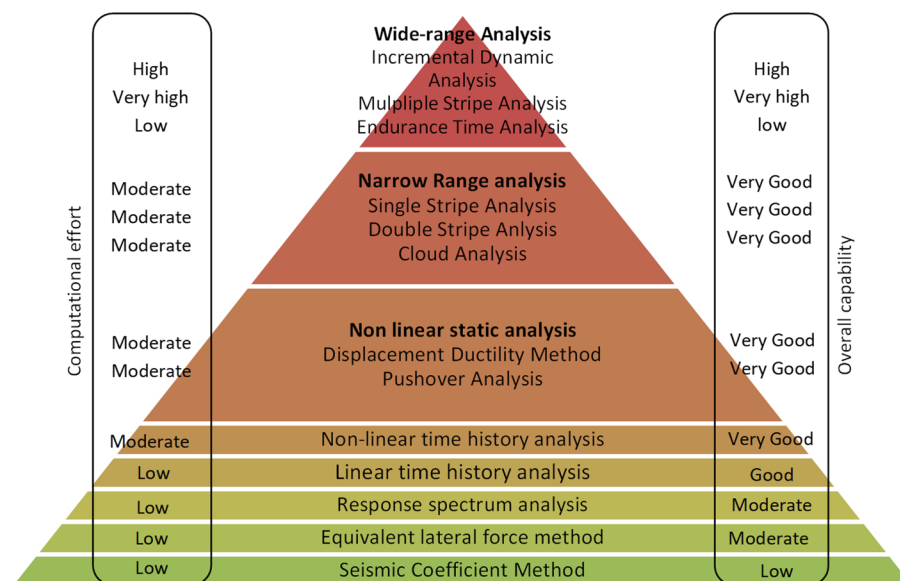 Wide-range Analysis
Incremental Dynamic
Analysis
Mulpliple Stripe Analysis
Endurance Time Analysis
High
Very high
Low
High
Very high
low
Narrow Range analysis
Single Stripe Analysis
Double Stripe Anlysis
Cloud Analysis
Moderate
Moderate
Moderate
Very Good
Very Good
Very Good
Computational effort
Overall capability
Non linear static analysis
Displacement Ductility Method
Pushover Analysis
Moderate
Moderate
Very Good
Very Good
Moderate
Non-linear time history analysis
Very Good
Low
Linear time history analysis
Good
Low
Response spectrum analysis
Moderate
Low
Equivalent lateral force method
Moderate
Low
Seismic Coefficient Method
Low